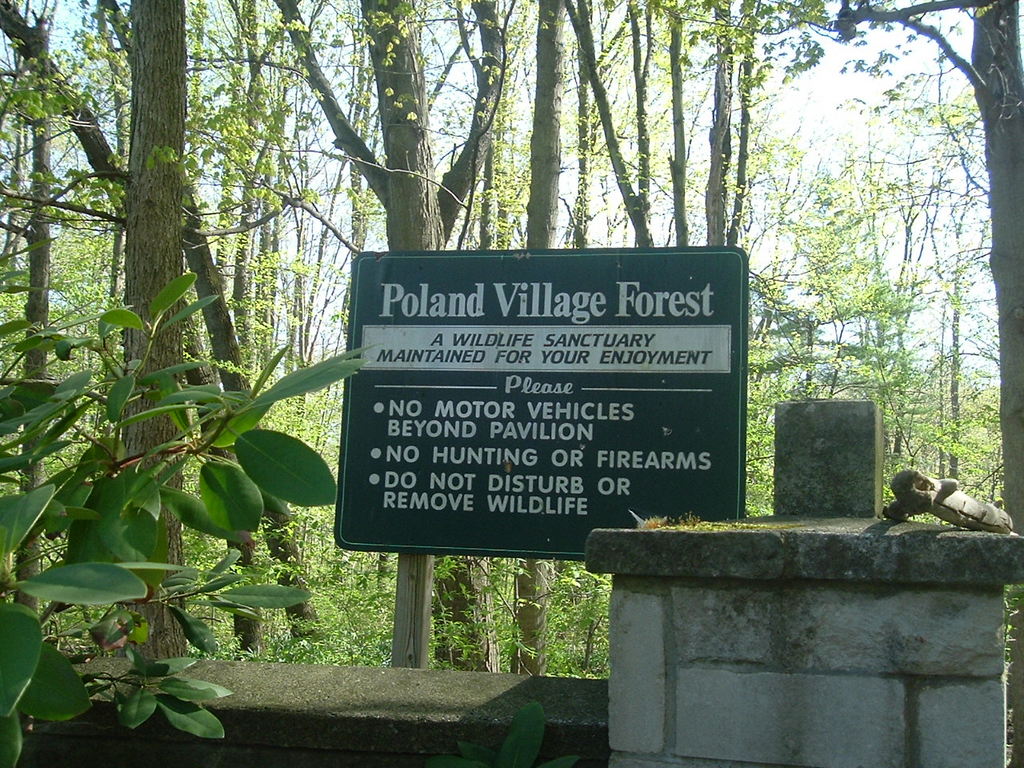 Poland Village Forest
A WILDLIFE SANCTUARY
MAINTAINED FOR YOUR ENJOYMENT
Please
• NO MOTOR VEHICLES
BEYOND PAVILION
• NO HUNTING OR FIREARMS
• DO NOT DISTURB OR
REMOVE WILDLIFE